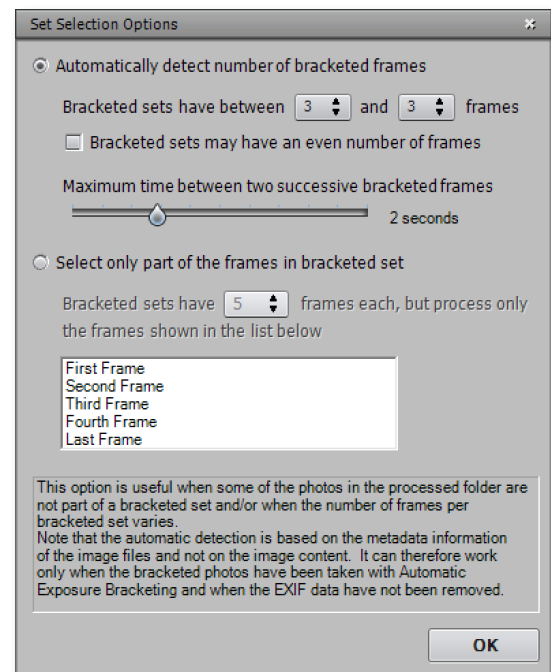 Set Selection Options
Automatically detect number of bracketed frames
Bracketed sets have between 3 and 3 frames
Bracketed sets may have an even number of frames
Maximum time between two successive bracketed frames
2 seconds
Select only part of the frames in bracketed set
Bracketed sets have 5 frames each, but process only
the frames shown in the list below
First Frame
Second Frame
Third Frame
Fourth Frame
Last Frame
This option is useful when some of the photos in the processed folder are
not part of a bracketed set and/or when the number of frames per
bracketed set varies.
Note that the automatic detection is based on the metadata information
of the image files and not on the image content. It can therefore work
only when the bracketed photos have been taken with Automatic
Exposure Bracketing and when the EXIF data have not been removed.
OK